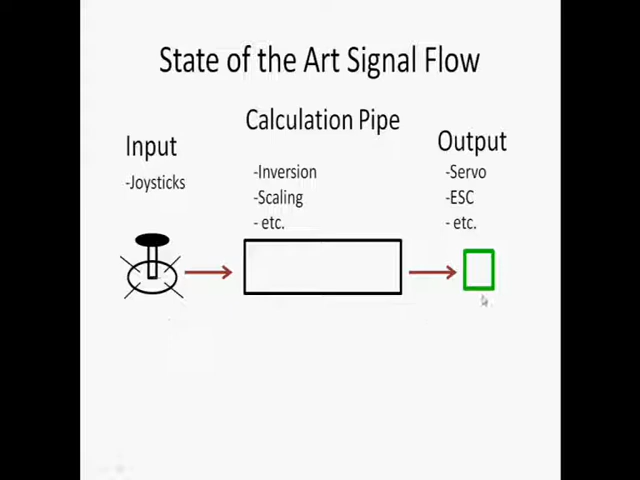 State of the Art Signal Flow
Input
-Joysticks
Calculation Pipe
-Inversion
-Scaling
- etc.
Output
-Servo
-ESC
- etc.